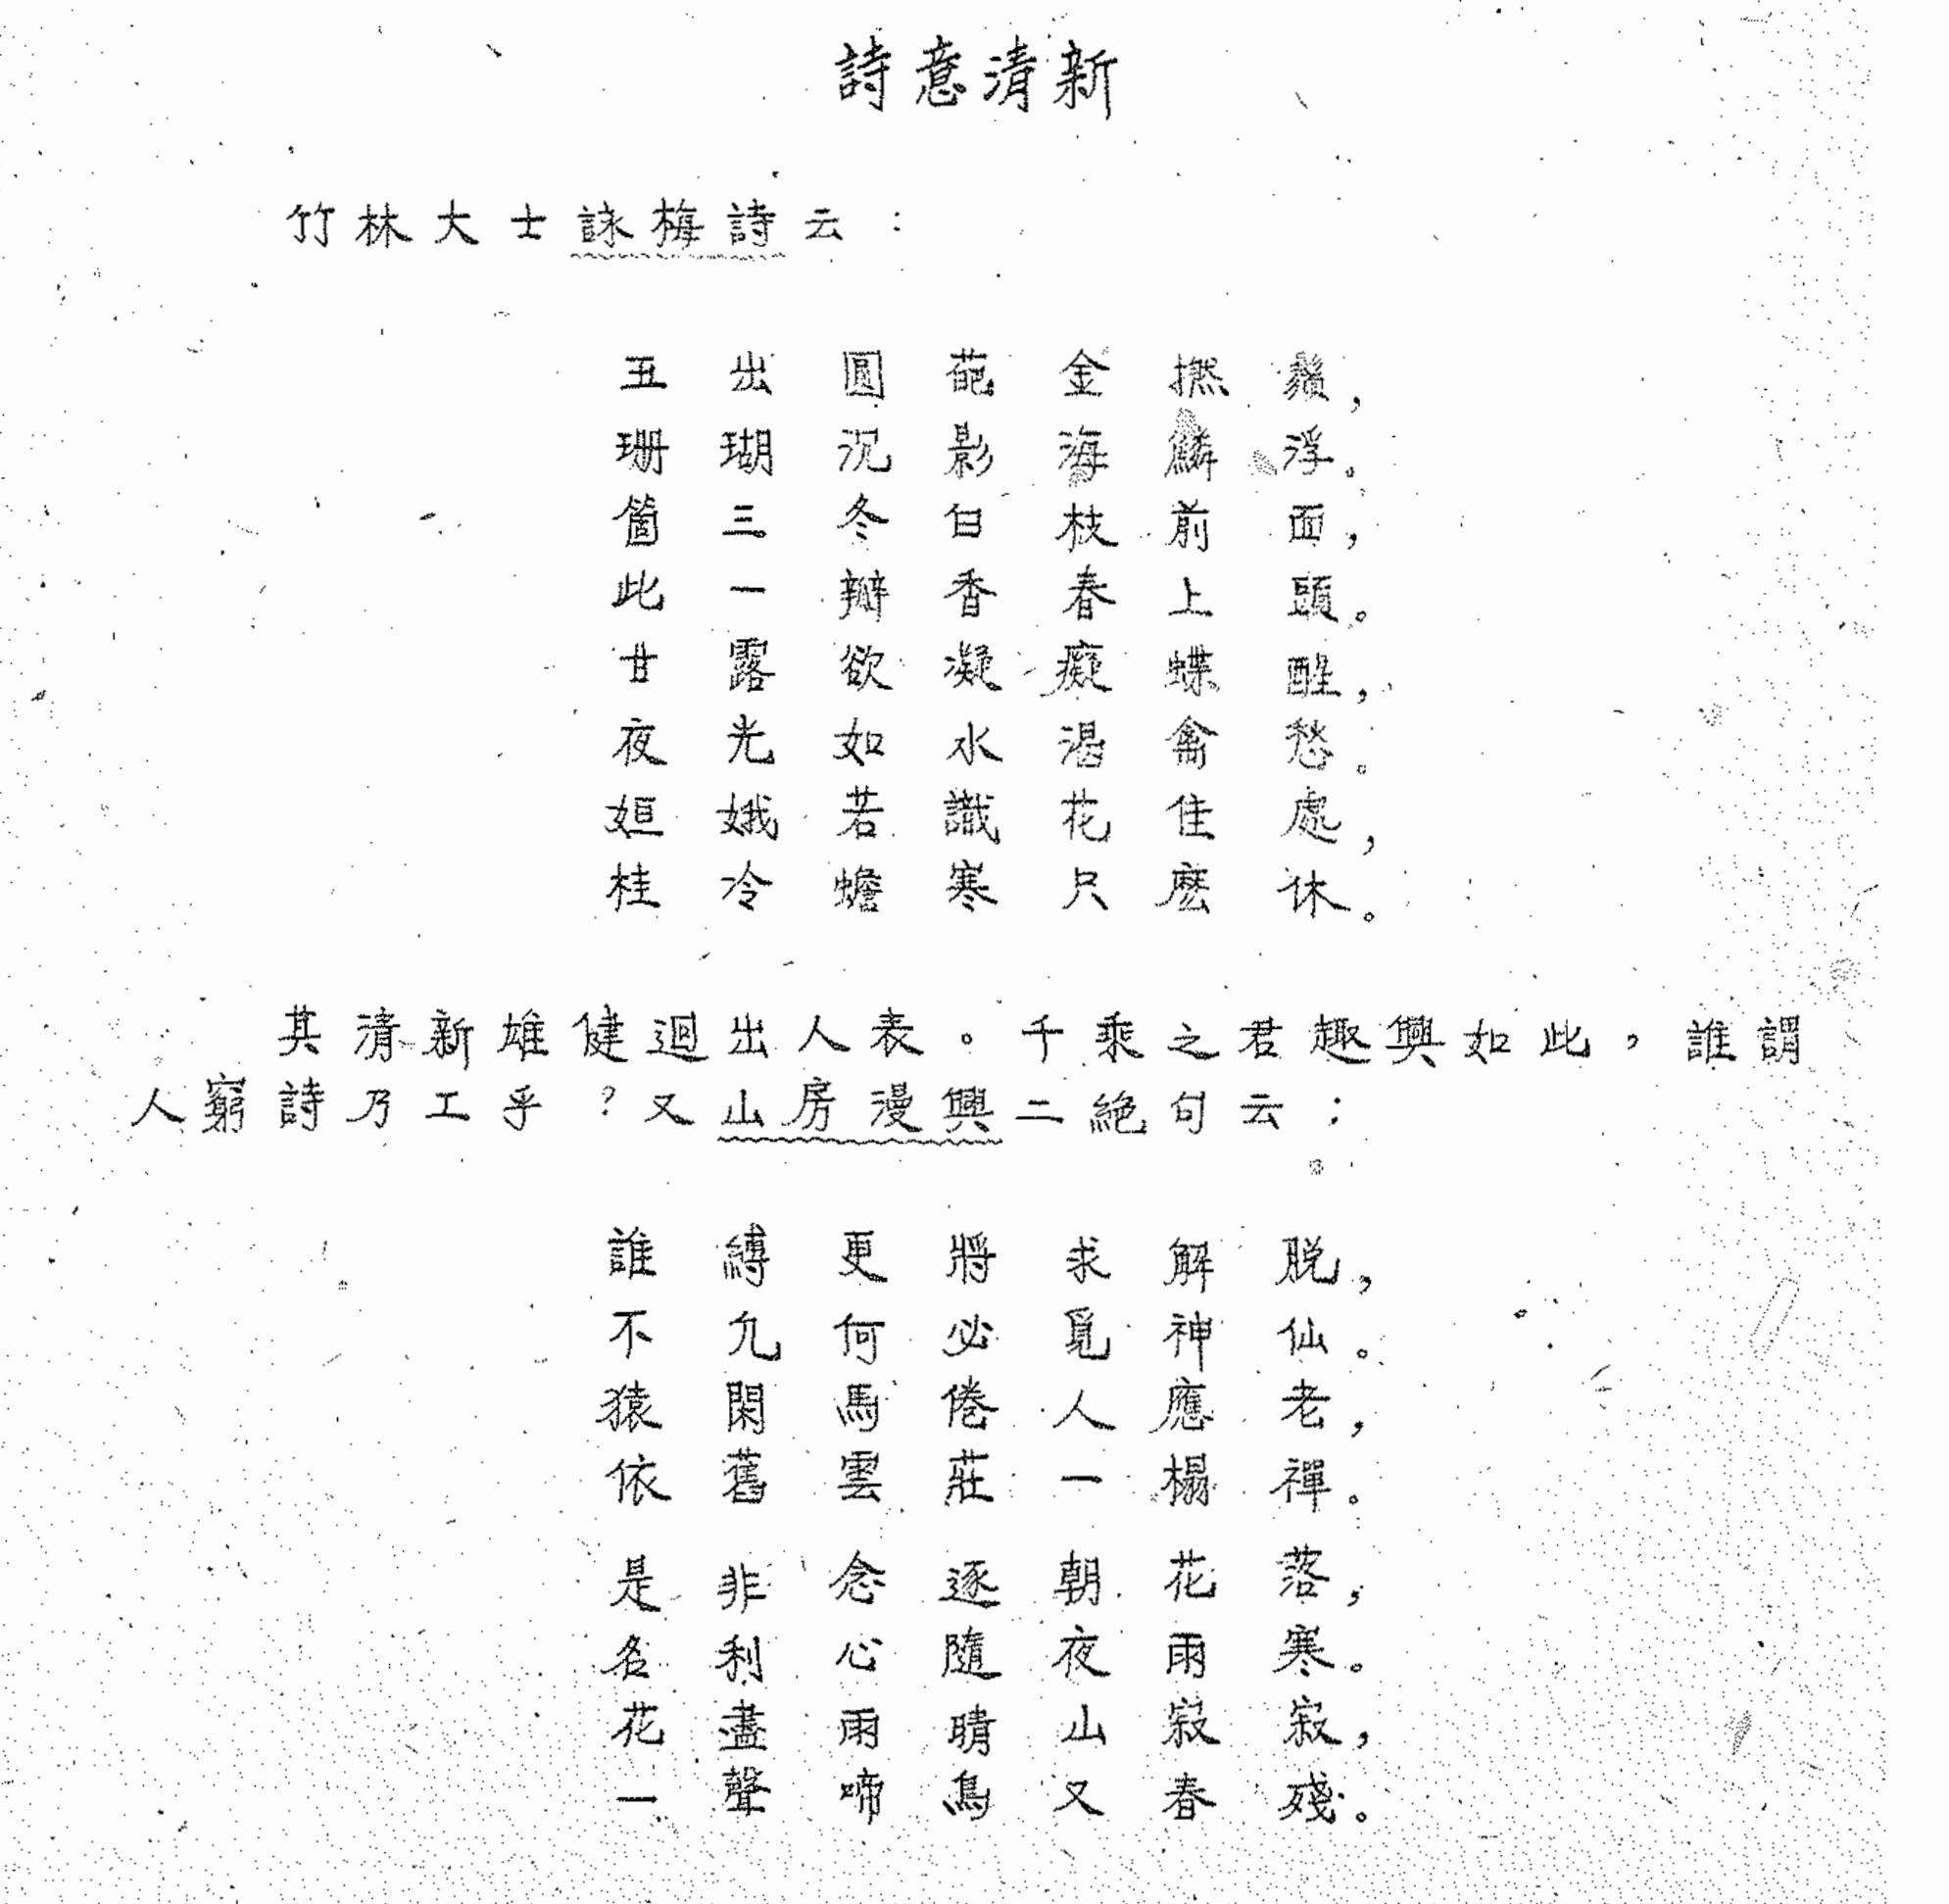 詩意清新
竹林大士詠梅詩云：
五出圓葩金撚鬚，
珊瑚沉影海鱗浮。
箇三冬白枝前面，
此一瓣香春上頭。
甘露欲凝癡蝶醒，
夜光如水渴禽愁。
姮娥若識花住處，
桂冷蟾寒只麽休。
其清新雄健迥出人表。千乘之君趣興如此，誰謂
人窮詩乃工乎？又山房漫興二絕句云：
誰縛更將求解脱，
不凢何必覓神仙。
猿閑馬倦人應老，
依舊雲莊一榻禪。
是非念逐朝花落，
名利心隨夜雨寒。
花盡雨晴山寂寂，
一聲啼鳥又春殘。